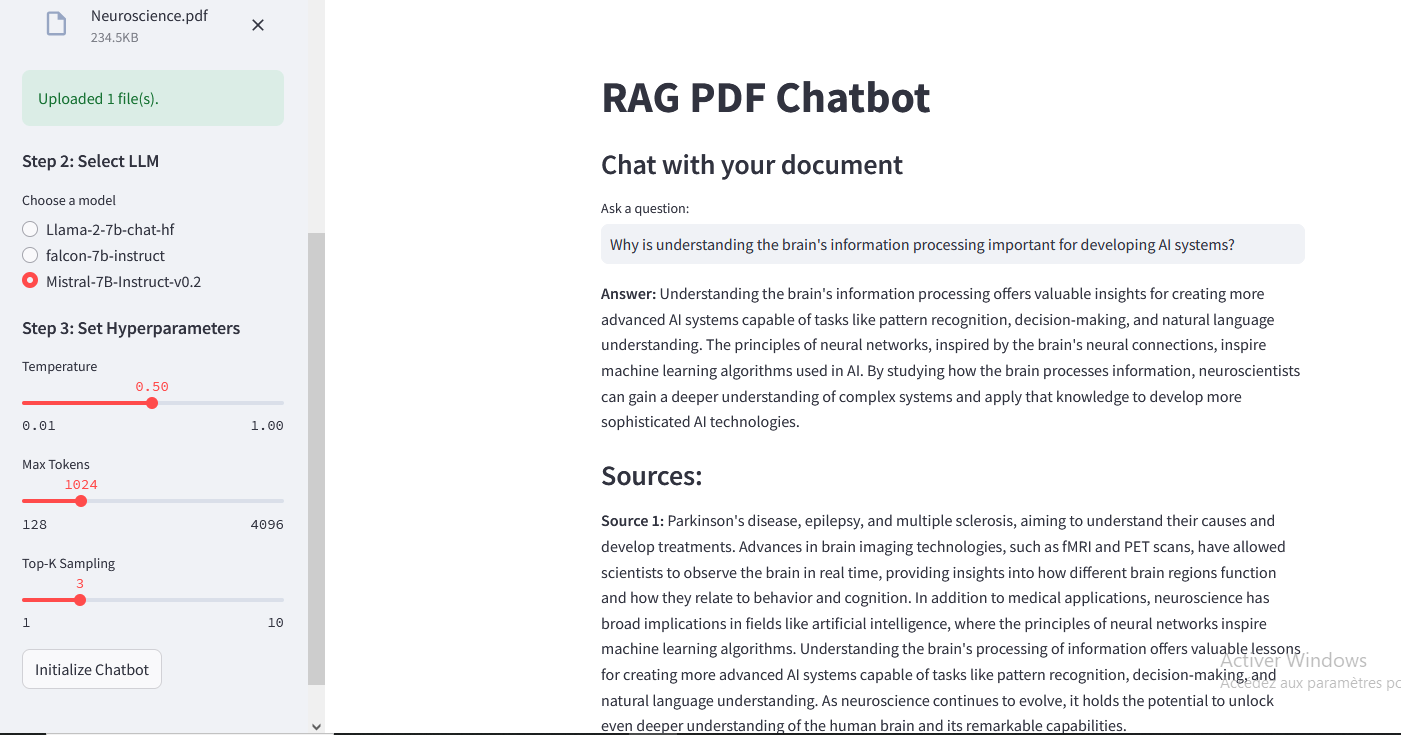 Neuroscience.pdf
234.5KB
Uploaded 1 file(s).
Step 2: Select LLM
Choose a model
Llama-2-7b-chat-hf
falcon-7b-instruct
Mistral-7B-Instruct-v0.2
Step 3: Set Hyperparameters
Temperature
0.50
0.01 1.00
Max Tokens
1024
128 4096
Top-K Sampling
3
1 10
Initialize Chatbot
RAG PDF Chatbot
Chat with your document
Ask a question:
Why is understanding the brain's information processing important for developing AI systems?
Answer: Understanding the brain's information processing offers valuable insights for creating more
advanced AI systems capable of tasks like pattern recognition, decision-making, and natural language
understanding. The principles of neural networks, inspired by the brain's neural connections, inspire
machine learning algorithms used in AI. By studying how the brain processes information, neuroscientists
can gain a deeper understanding of complex systems and apply that knowledge to develop more
sophisticated AI technologies.
Sources:
Source 1: Parkinson's disease, epilepsy, and multiple sclerosis, aiming to understand their causes and
develop treatments. Advances in brain imaging technologies, such as fMRI and PET scans, have allowed
scientists to observe the brain in real time, providing insights into how different brain regions function
and how they relate to behavior and cognition. In addition to medical applications, neuroscience has
broad implications in fields like artificial intelligence, where the principles of neural networks inspire
machine learning algorithms. Understanding the brain's processing of information offers valuable lessons
for creating more advanced AI systems capable of tasks like pattern recognition, decision-making, and
natural language understanding. As neuroscience continues to evolve, it holds the potential to unlock
even deeper understanding of the human brain and its remarkable capabilities.
Activer Windows
Accédez aux paramètres po